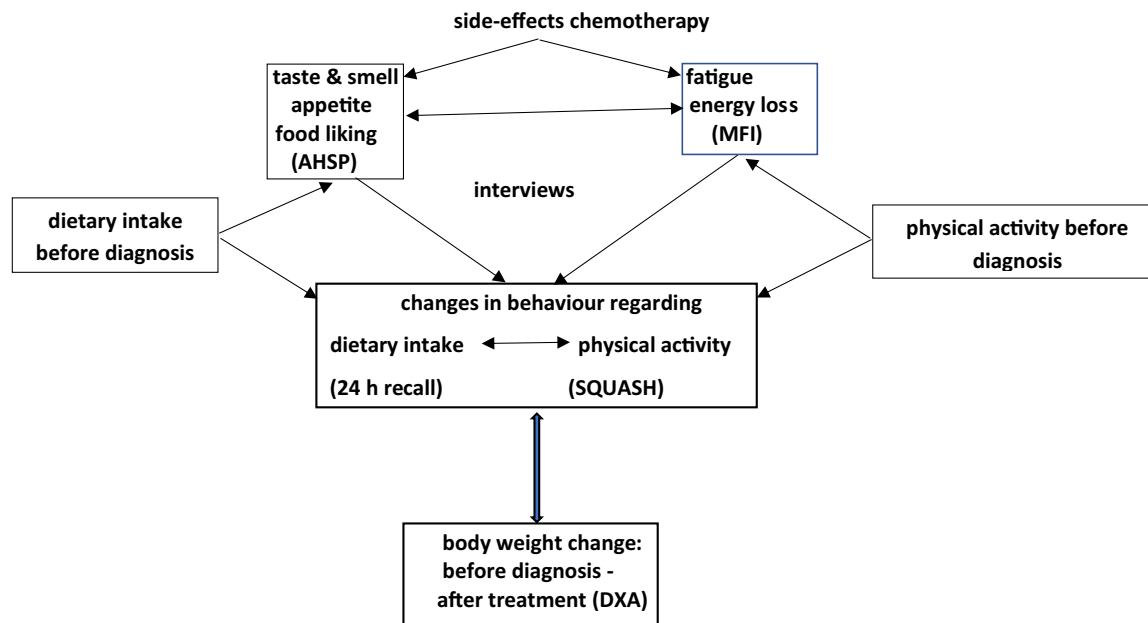 side-effects chemotherapy
taste & smell
appetite
food liking
(AHSP)
fatigue
energy loss
(MFI)
interviews
dietary intake
before diagnosis
physical activity before
diagnosis
changes in behaviour regarding
dietary intake physical activity
(24 h recall) (SQUASH)
body weight change:
before diagnosis -
after treatment (DXA)